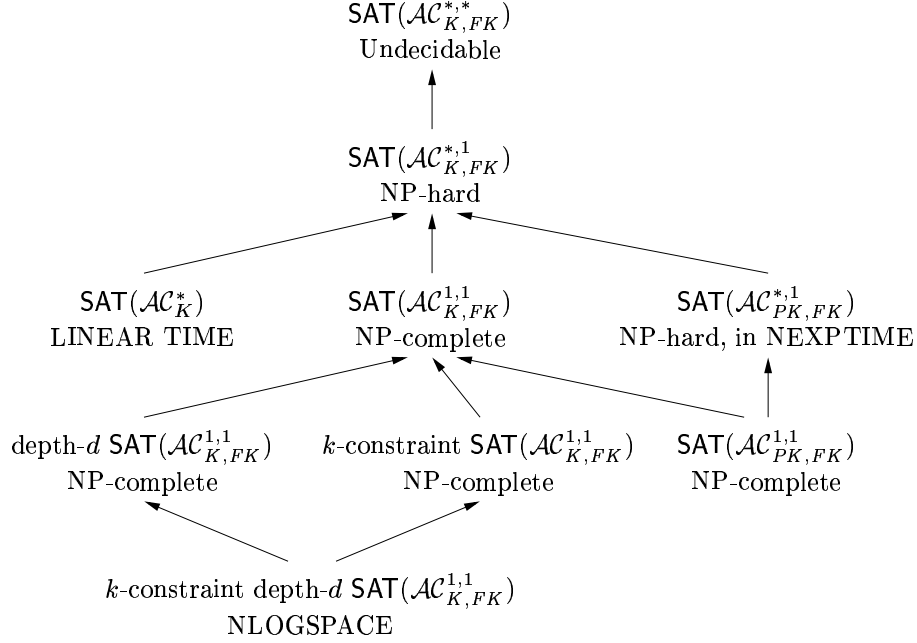 SAT(𝒜𝒞^{*,*}_{K,FK})
Undecidable
SAT(𝒜𝒞^{*,1}_{K,FK})
NP-hard
SAT(𝒜𝒞^{*}_{K})
LINEAR TIME
SAT(𝒜𝒞^{1,1}_{K,FK})
NP-complete
SAT(𝒜𝒞^{*,1}_{PK,FK})
NP-hard, in NEXPTIME
depth-d SAT(𝒜𝒞^{1,1}_{K,FK})
NP-complete
k-constraint SAT(𝒜𝒞^{1,1}_{K,FK})
NP-complete
SAT(𝒜𝒞^{1,1}_{PK,FK})
NP-complete
k-constraint depth-d SAT(𝒜𝒞^{1,1}_{K,FK})
NLOGSPACE